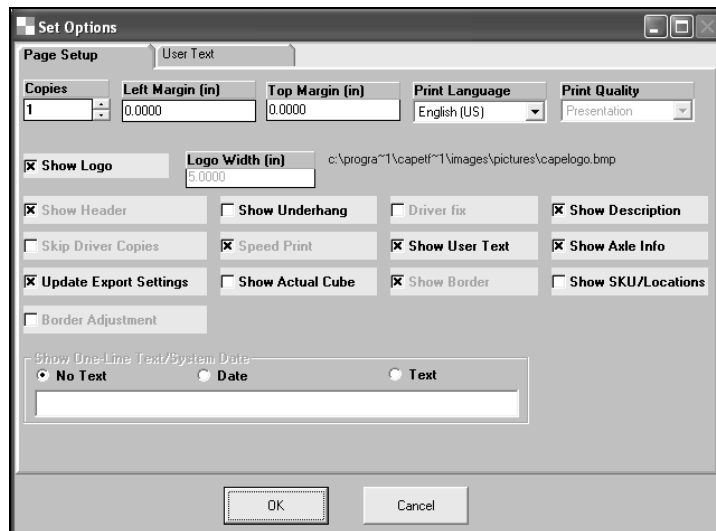 Set Options
Page Setup User Text
Copies Left Margin (in) Top Margin (in) Print Language Print Quality
1 0.0000 0.0000 English (US) Presentation
Show Logo Logo Width (in) c:\progra~1\capetf~1\images\pictures\capelogo.bmp
5.0000
Show Header Show Underhang Driver fix Show Description
Skip Driver Copies Speed Print Show User Text Show Axle Info
Update Export Settings Show Actual Cube Show Border Show SKU/Locations
Border Adjustment
Show One-Line Text/System Date
No Text Date Text
OK Cancel